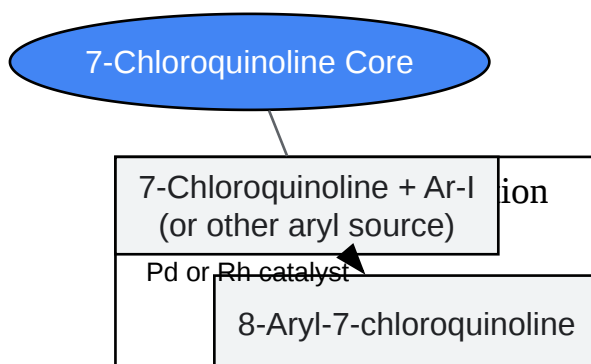 7-Chloroquinoline Core
7-Chloroquinoline + Ar-I
(or other aryl source)
ion
Pd or Rh catalyst
8-Aryl-7-chloroquinoline